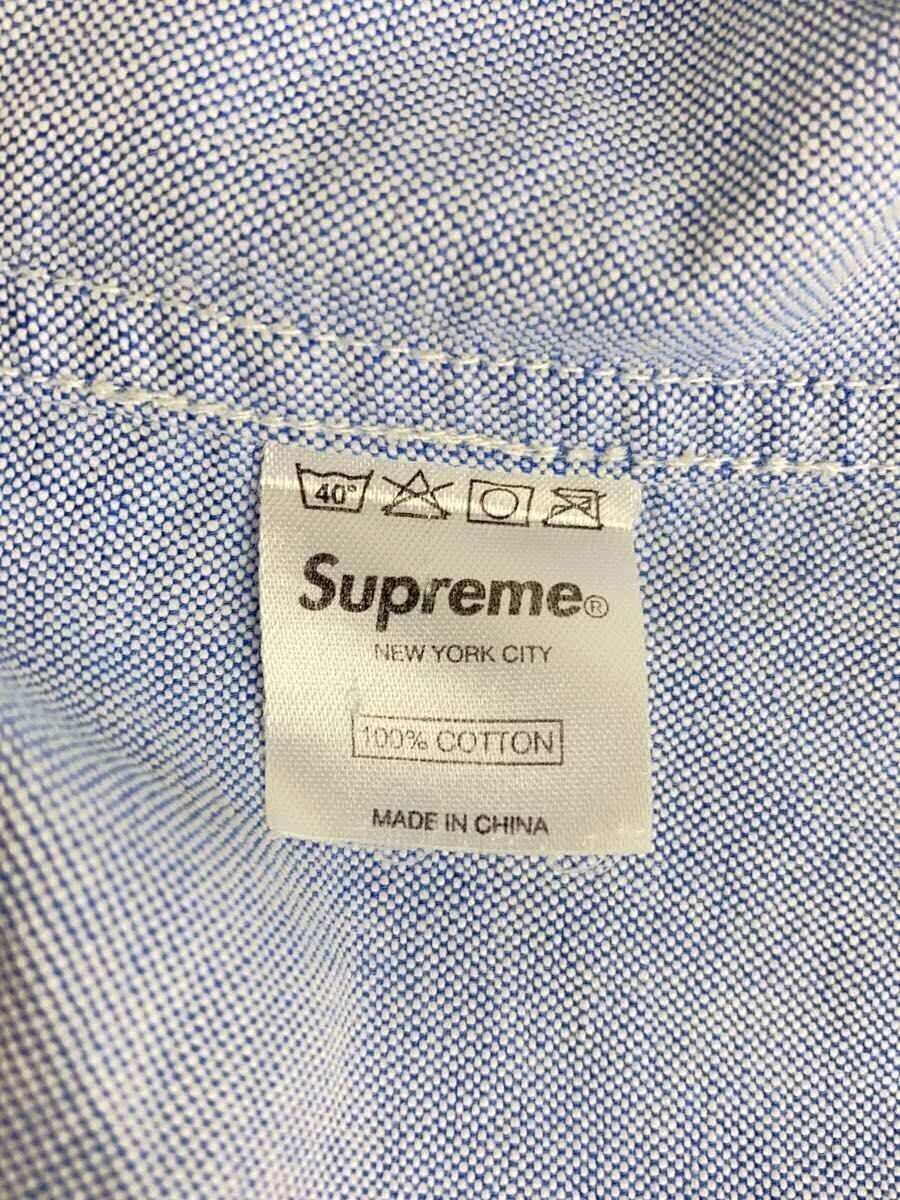 40°
Supreme®
NEW YORK CITY
100% COTTON
MADE IN CHINA